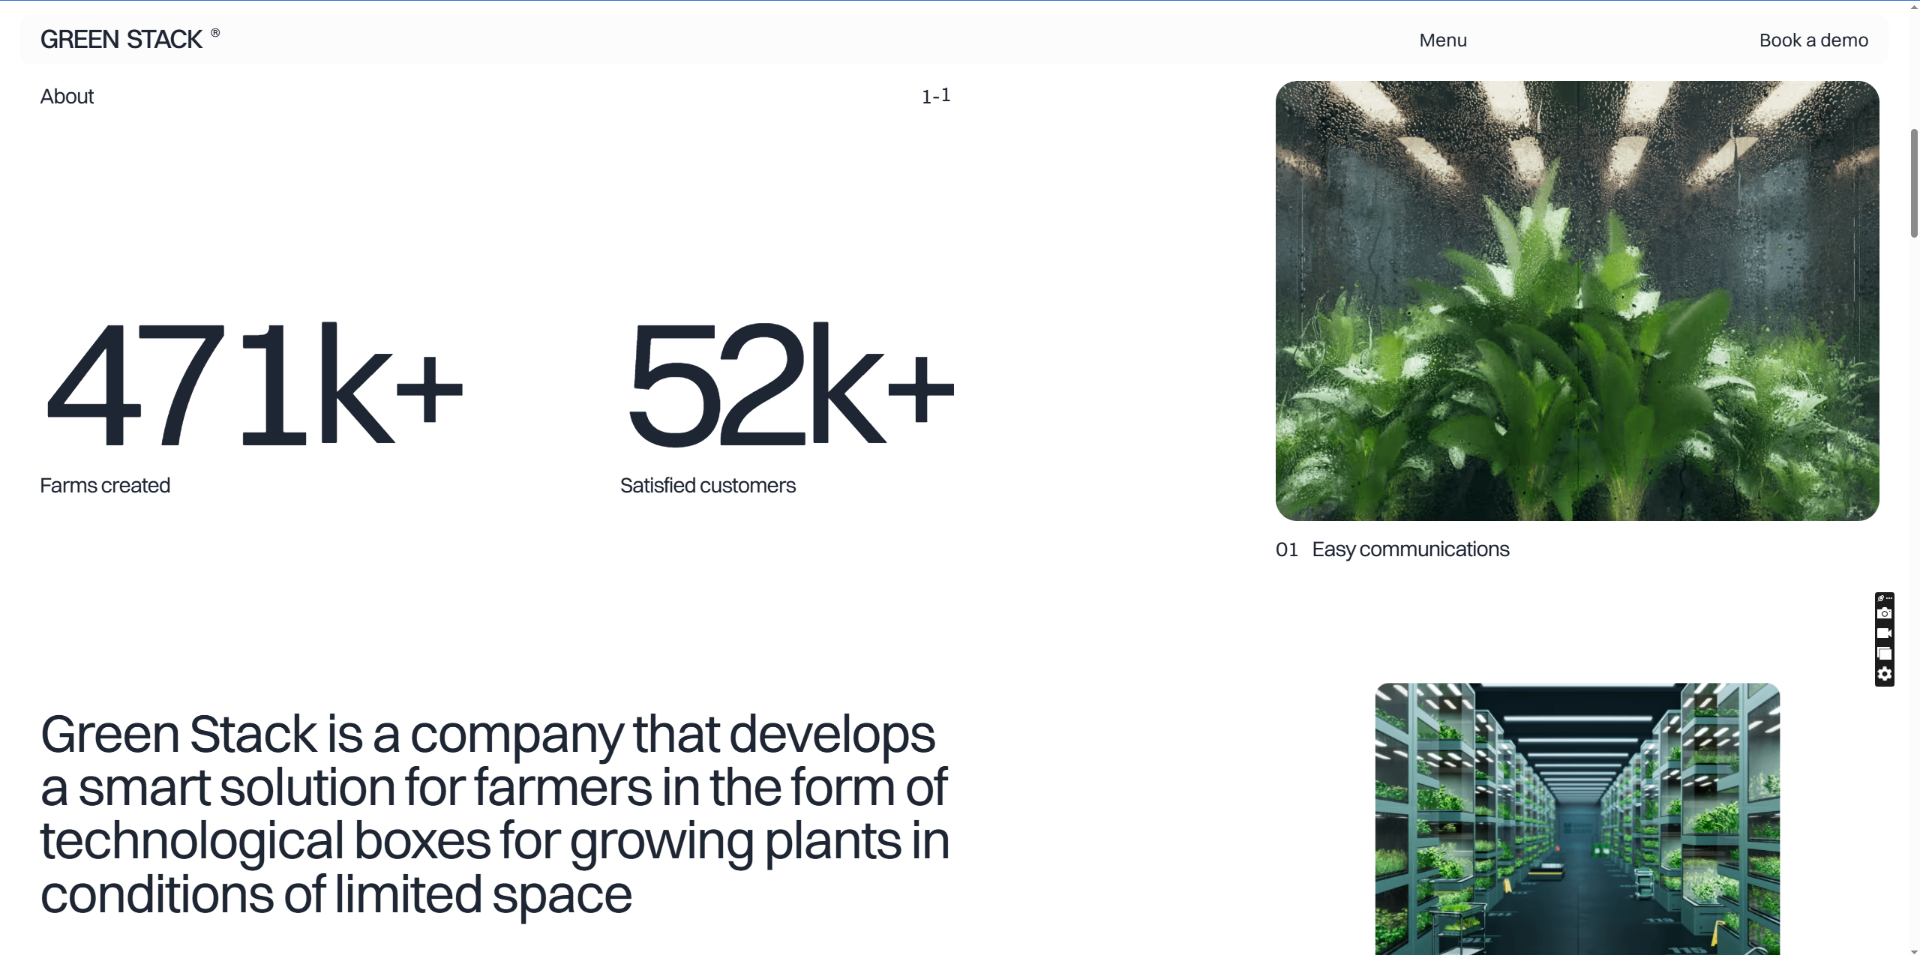 GREEN STACK ®
Menu
Book a demo
About
1-1
471k+
52k+
Farms created
Satisfied customers
01 Easy communications
Green Stack is a company that develops
a smart solution for farmers in the form of
technological boxes for growing plants in
conditions of limited space